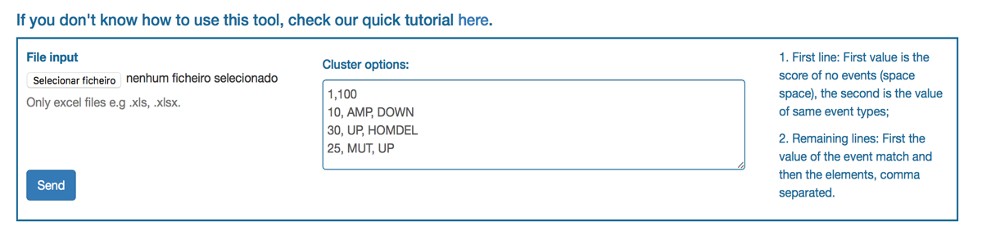 If you don't know how to use this tool, check our quick tutorial here.
File input
Selecionar ficheiro nenhum ficheiro selecionado
Only excel files e.g .xls, .xlsx.
Send
Cluster options:
1,100
10, AMP, DOWN
30, UP, HOMDEL
25, MUT, UP
1. First line: First value is the
score of no events (space
space), the second is the value
of same event types;
2. Remaining lines: First the
value of the event match and
then the elements, comma
separated.